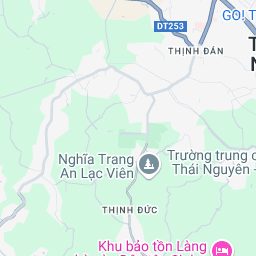 GO! T
DT253
THỊNH ĐÁN
T
N
Nghĩa Trang
An Lạc Viên
Trường trung c
Thái Nguyên -
THỊNH ĐỨC
Khu bảo tồn Làng